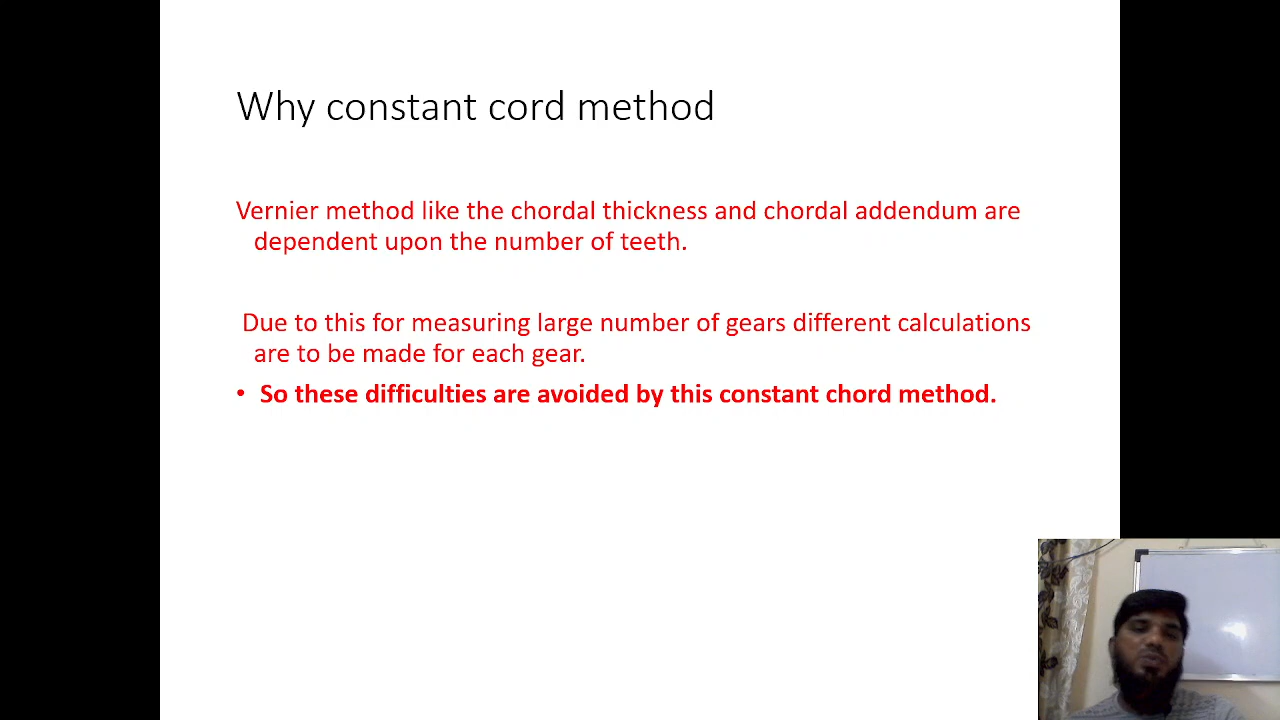 Why constant cord method
Vernier method like the chordal thickness and chordal addendum are
dependent upon the number of teeth.
Due to this for measuring large number of gears different calculations
are to be made for each gear.
• So these difficulties are avoided by this constant chord method.